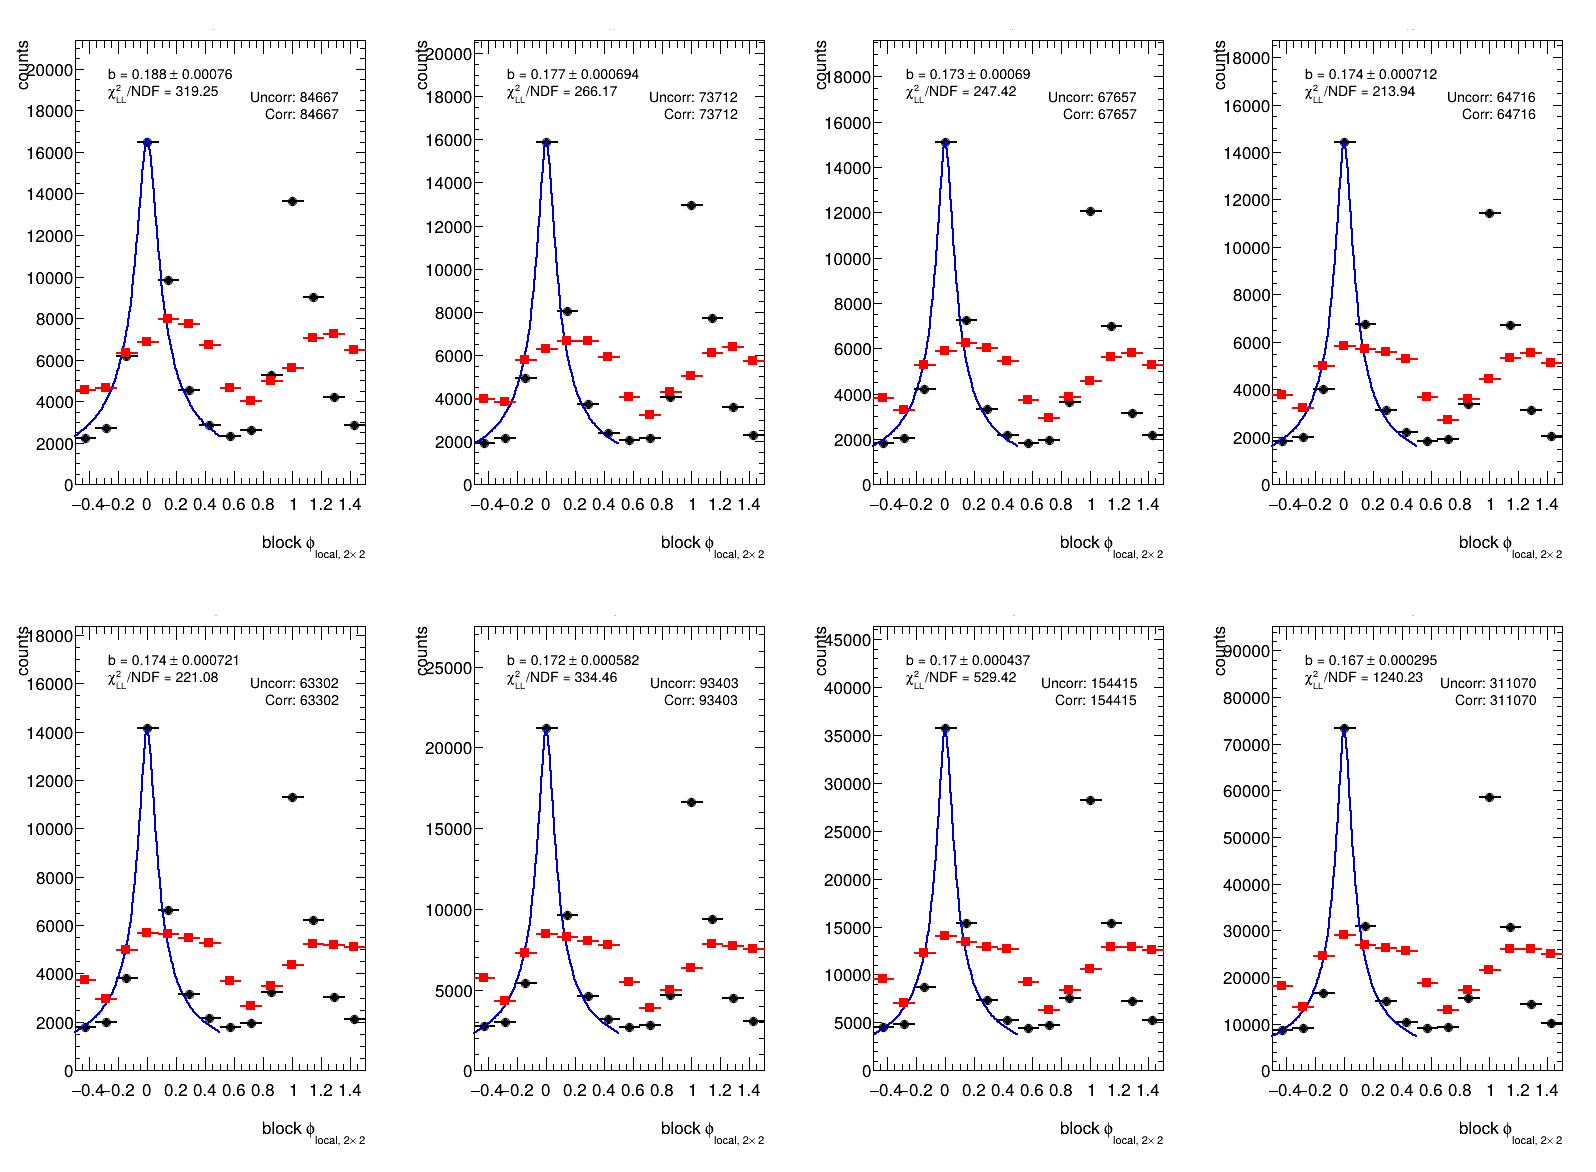 counts
b = 0.188 ± 0.00076
χ²LL/NDF = 319.25
Uncorr: 84667
Corr: 84667
20000
18000
16000
14000
12000
10000
8000
6000
4000
2000
0
−0.4 −0.2 0 0.2 0.4 0.6 0.8 1 1.2 1.4
block ϕlocal, 2×2
counts
b = 0.177 ± 0.000694
χ²LL/NDF = 266.17
Uncorr: 73712
Corr: 73712
20000
18000
16000
14000
12000
10000
8000
6000
4000
2000
0
−0.4 −0.2 0 0.2 0.4 0.6 0.8 1 1.2 1.4
block ϕlocal, 2×2
counts
b = 0.173 ± 0.00069
χ²LL/NDF = 247.42
Uncorr: 67657
Corr: 67657
18000
16000
14000
12000
10000
8000
6000
4000
2000
0
−0.4 −0.2 0 0.2 0.4 0.6 0.8 1 1.2 1.4
block ϕlocal, 2×2
counts
b = 0.174 ± 0.000712
χ²LL/NDF = 213.94
Uncorr: 64716
Corr: 64716
18000
16000
14000
12000
10000
8000
6000
4000
2000
0
−0.4 −0.2 0 0.2 0.4 0.6 0.8 1 1.2 1.4
block ϕlocal, 2×2
counts
b = 0.174 ± 0.000721
χ²LL/NDF = 221.08
Uncorr: 63302
Corr: 63302
18000
16000
14000
12000
10000
8000
6000
4000
2000
0
−0.4 −0.2 0 0.2 0.4 0.6 0.8 1 1.2 1.4
block ϕlocal, 2×2
counts
b = 0.172 ± 0.000582
χ²LL/NDF = 334.46
Uncorr: 93403
Corr: 93403
25000
20000
15000
10000
5000
0
−0.4 −0.2 0 0.2 0.4 0.6 0.8 1 1.2 1.4
block ϕlocal, 2×2
counts
b = 0.17 ± 0.000437
χ²LL/NDF = 529.42
Uncorr: 154415
Corr: 154415
45000
40000
35000
30000
25000
20000
15000
10000
5000
0
−0.4 −0.2 0 0.2 0.4 0.6 0.8 1 1.2 1.4
block ϕlocal, 2×2
counts
b = 0.167 ± 0.000295
χ²LL/NDF = 1240.23
Uncorr: 311070
Corr: 311070
90000
80000
70000
60000
50000
40000
30000
20000
10000
0
−0.4 −0.2 0 0.2 0.4 0.6 0.8 1 1.2 1.4
block ϕlocal, 2×2